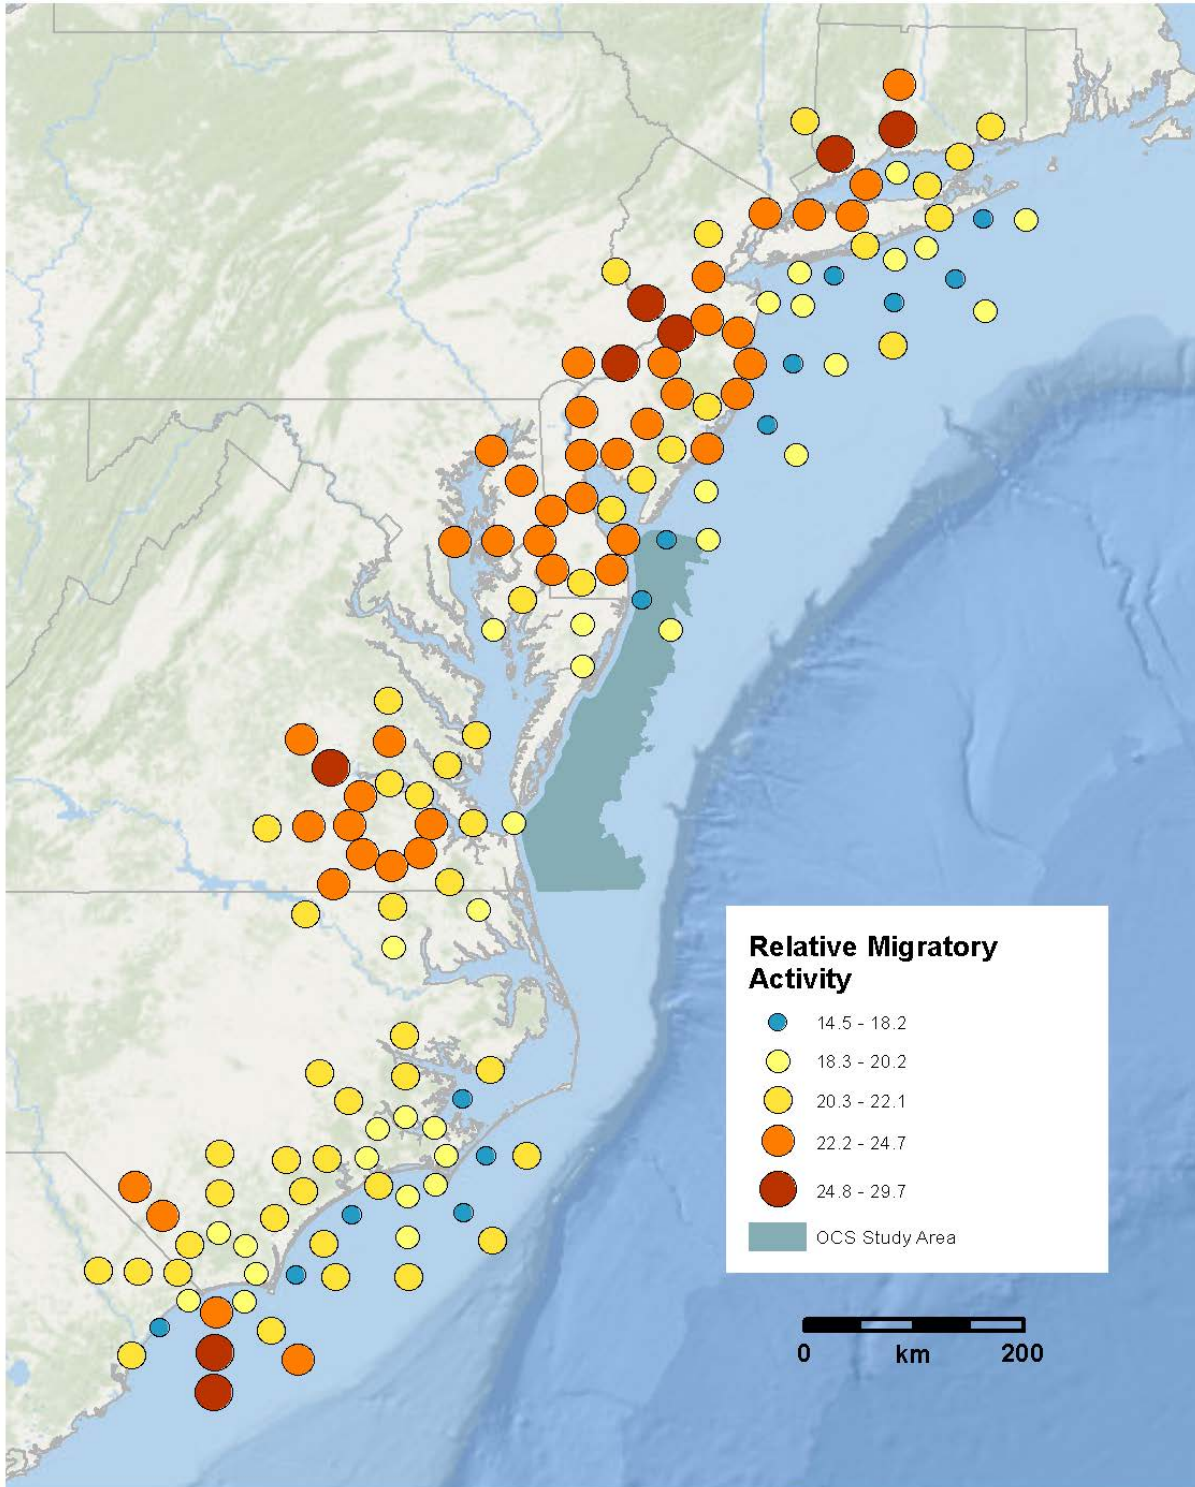 Relative Migratory
Activity
14.5 - 18.2
18.3 - 20.2
20.3 - 22.1
22.2 - 24.7
24.8 - 29.7
OCS Study Area
0 km 200